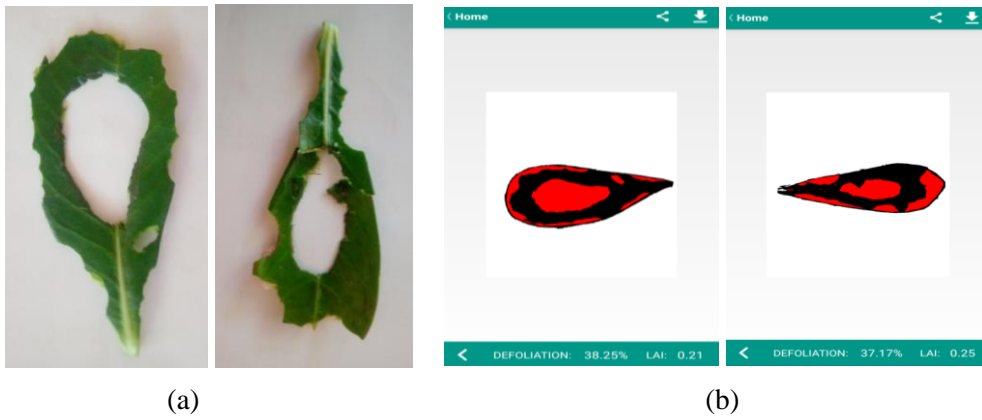 Home
Home
DEFOLIATION: 38.25% LAI: 0.21
DEFOLIATION: 37.17% LAI: 0.25
(a)
(b)